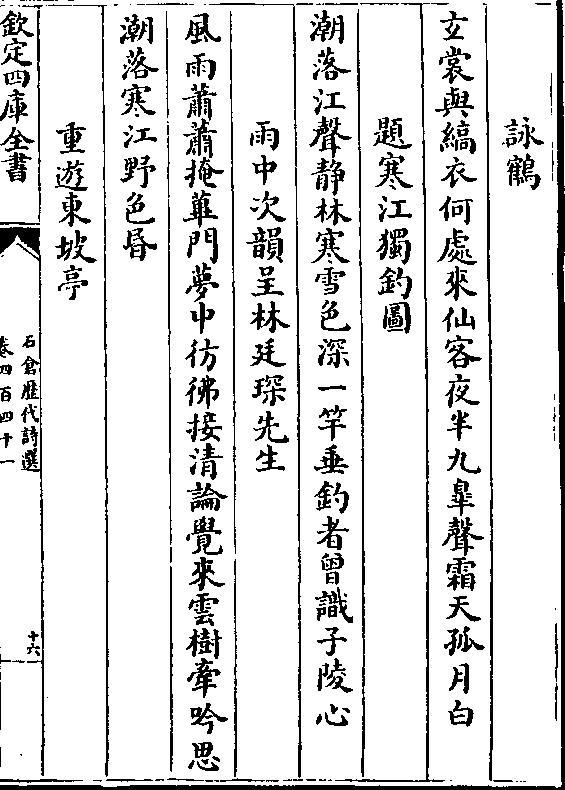 詠鶴
玄裳與縞衣何處來仙客夜半九臯聲霜天孤月白
題寒江獨釣圖
潮落江聲静林寒雪色深一竿垂釣者曾識子陵心
雨中次韻呈林廷琛先生
風雨蕭蕭掩蓽門夢中彷彿接清論覺來雲樹牽吟思
潮落寒江野色昏
重遊東坡亭
欽定四庫全書
石倉歴代詩選
卷四百四十一
十六